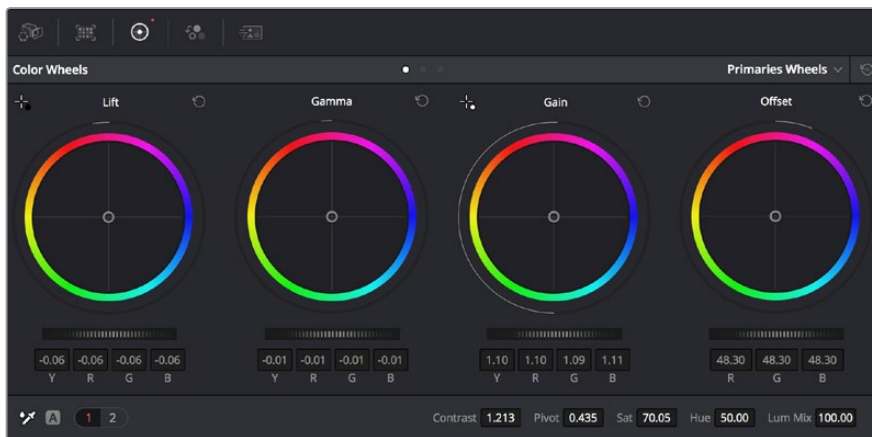 Color Wheels Primaries Wheels
Lift Gamma Gain Offset
-0.06 -0.06 -0.06 -0.06 -0.01 -0.01 -0.01 -0.01 1.10 1.10 1.09 1.11 48.30 48.30 48.30
Y R G B Y R G B Y R G B R G B
A 1 2 Contrast 1.213 Pivot 0.435 Sat 70.05 Hue 50.00 Lum Mix 100.00